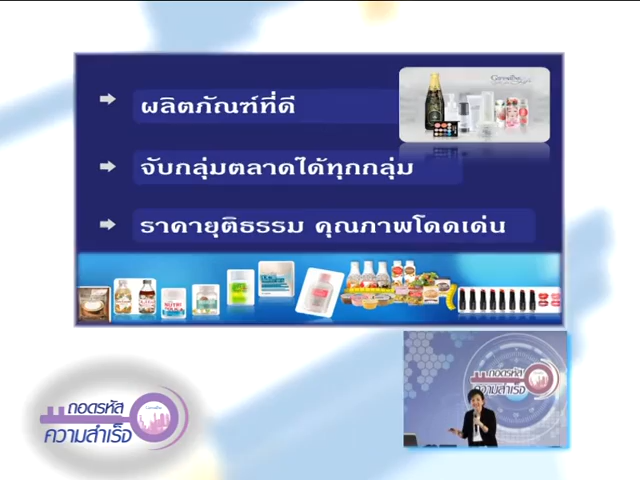 ผลิตภัณฑ์ที่ดี
Giffarine
จับกลุ่มตลาดได้ทุกกลุ่ม
ราคายุติธรรม คุณภาพโดดเด่น
ถอดรหัส
ความสำเร็จ
ถอดรหัส
ความสำเร็จ